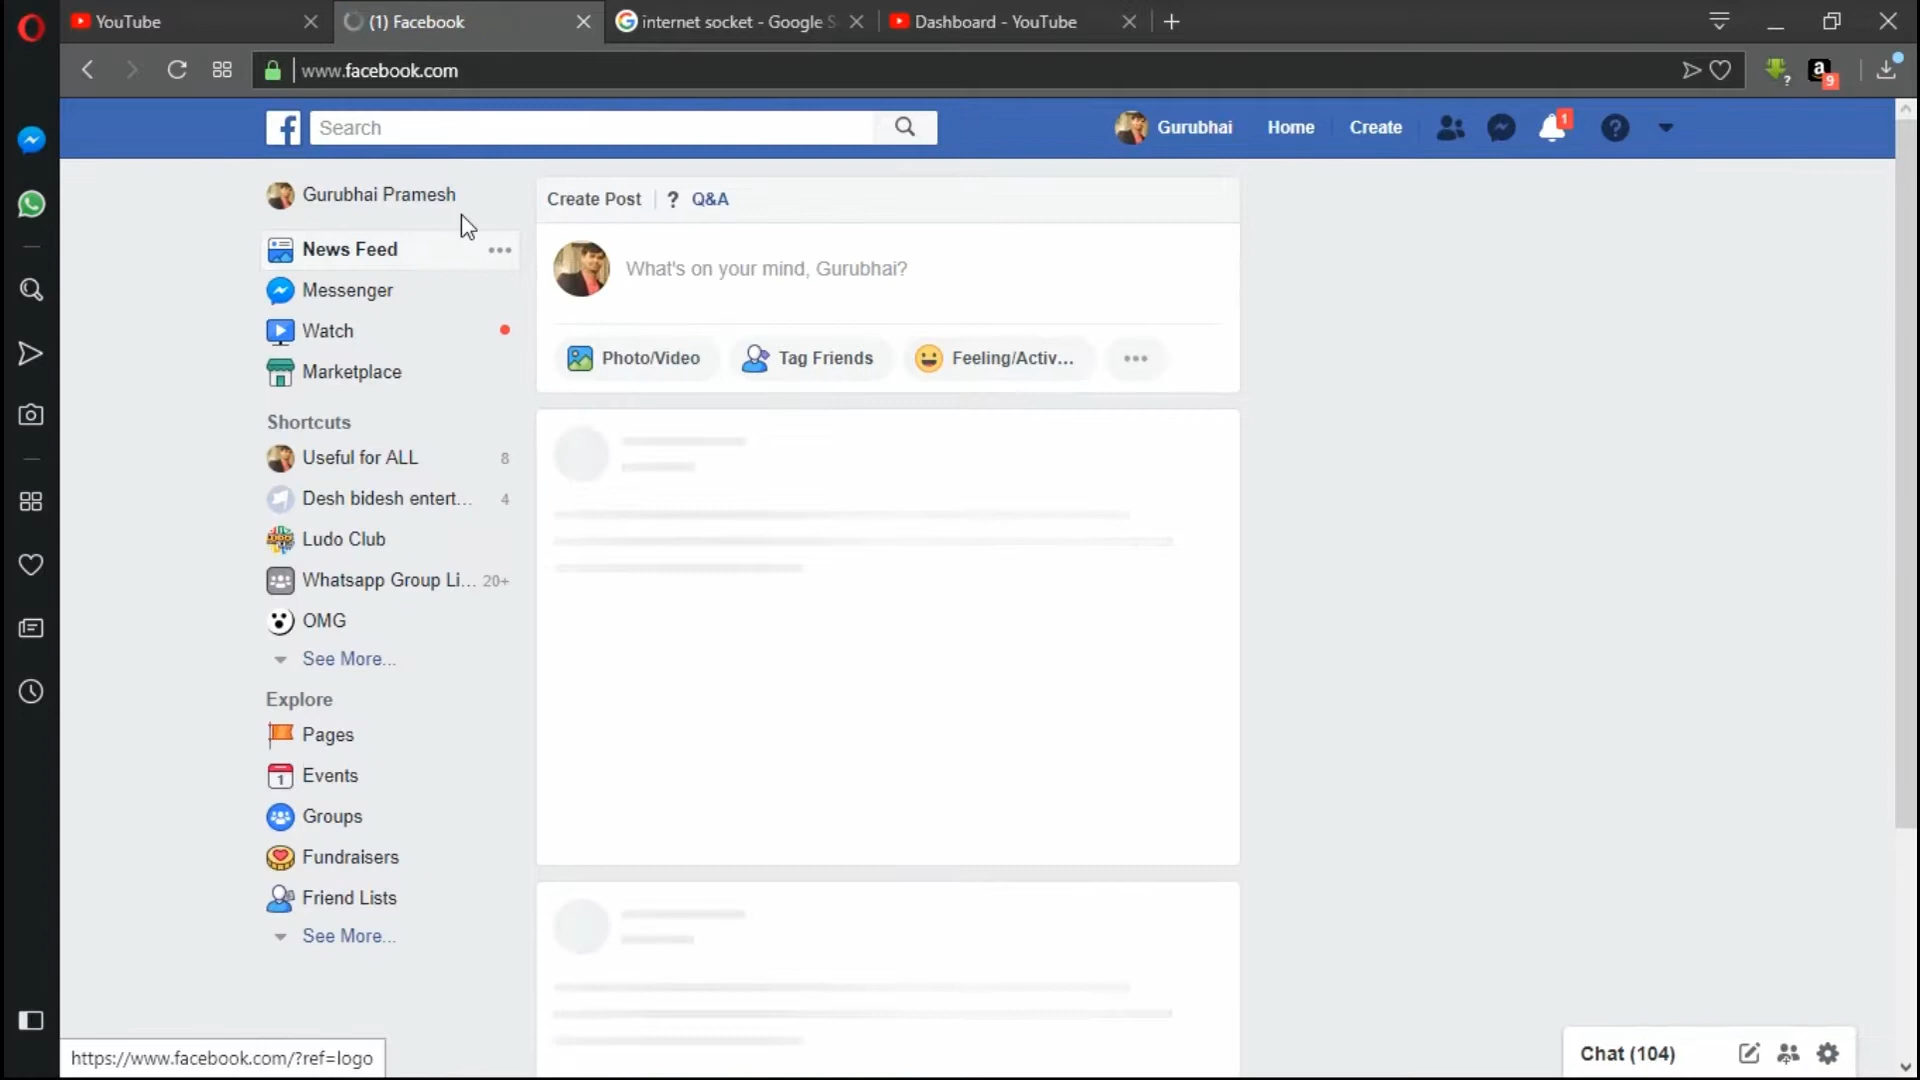 YouTube
(1) Facebook
internet socket - Google S
Dashboard - YouTube
www.facebook.com
a
9
?
f
Search
Gurubhai
Home
Create
1
?
Gurubhai Pramesh
News Feed
Messenger
Watch
Marketplace
Shortcuts
Useful for ALL 8
Desh bidesh entert... 4
Ludo Club
Whatsapp Group Li... 20+
OMG
See More...
Explore
Pages
1 Events
Groups
Fundraisers
Friend Lists
See More...
Create Post ? Q&A
What's on your mind, Gurubhai?
Photo/Video
Tag Friends
Feeling/Activ...
https://www.facebook.com/?ref=logo
Chat (104)